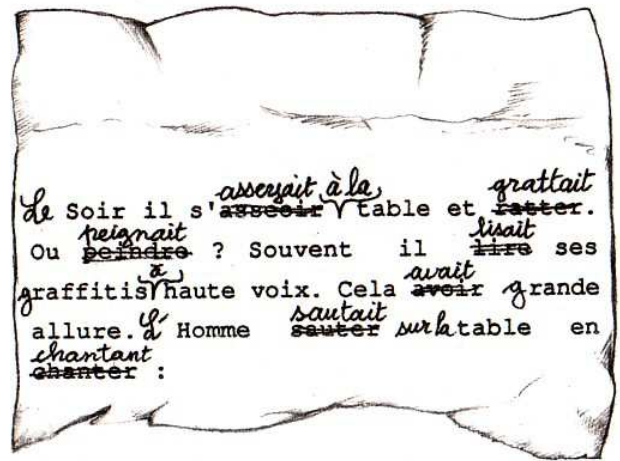 asseyait à la grattait
Le Soir il s'asseoir table et ratter.
peignait lisait
Ou peindre ? Souvent il lire ses
à avait
graffitis haute voix. Cela avoir grande
sautait
allure. L' Homme sauter sur la table en
chantant
chanter :